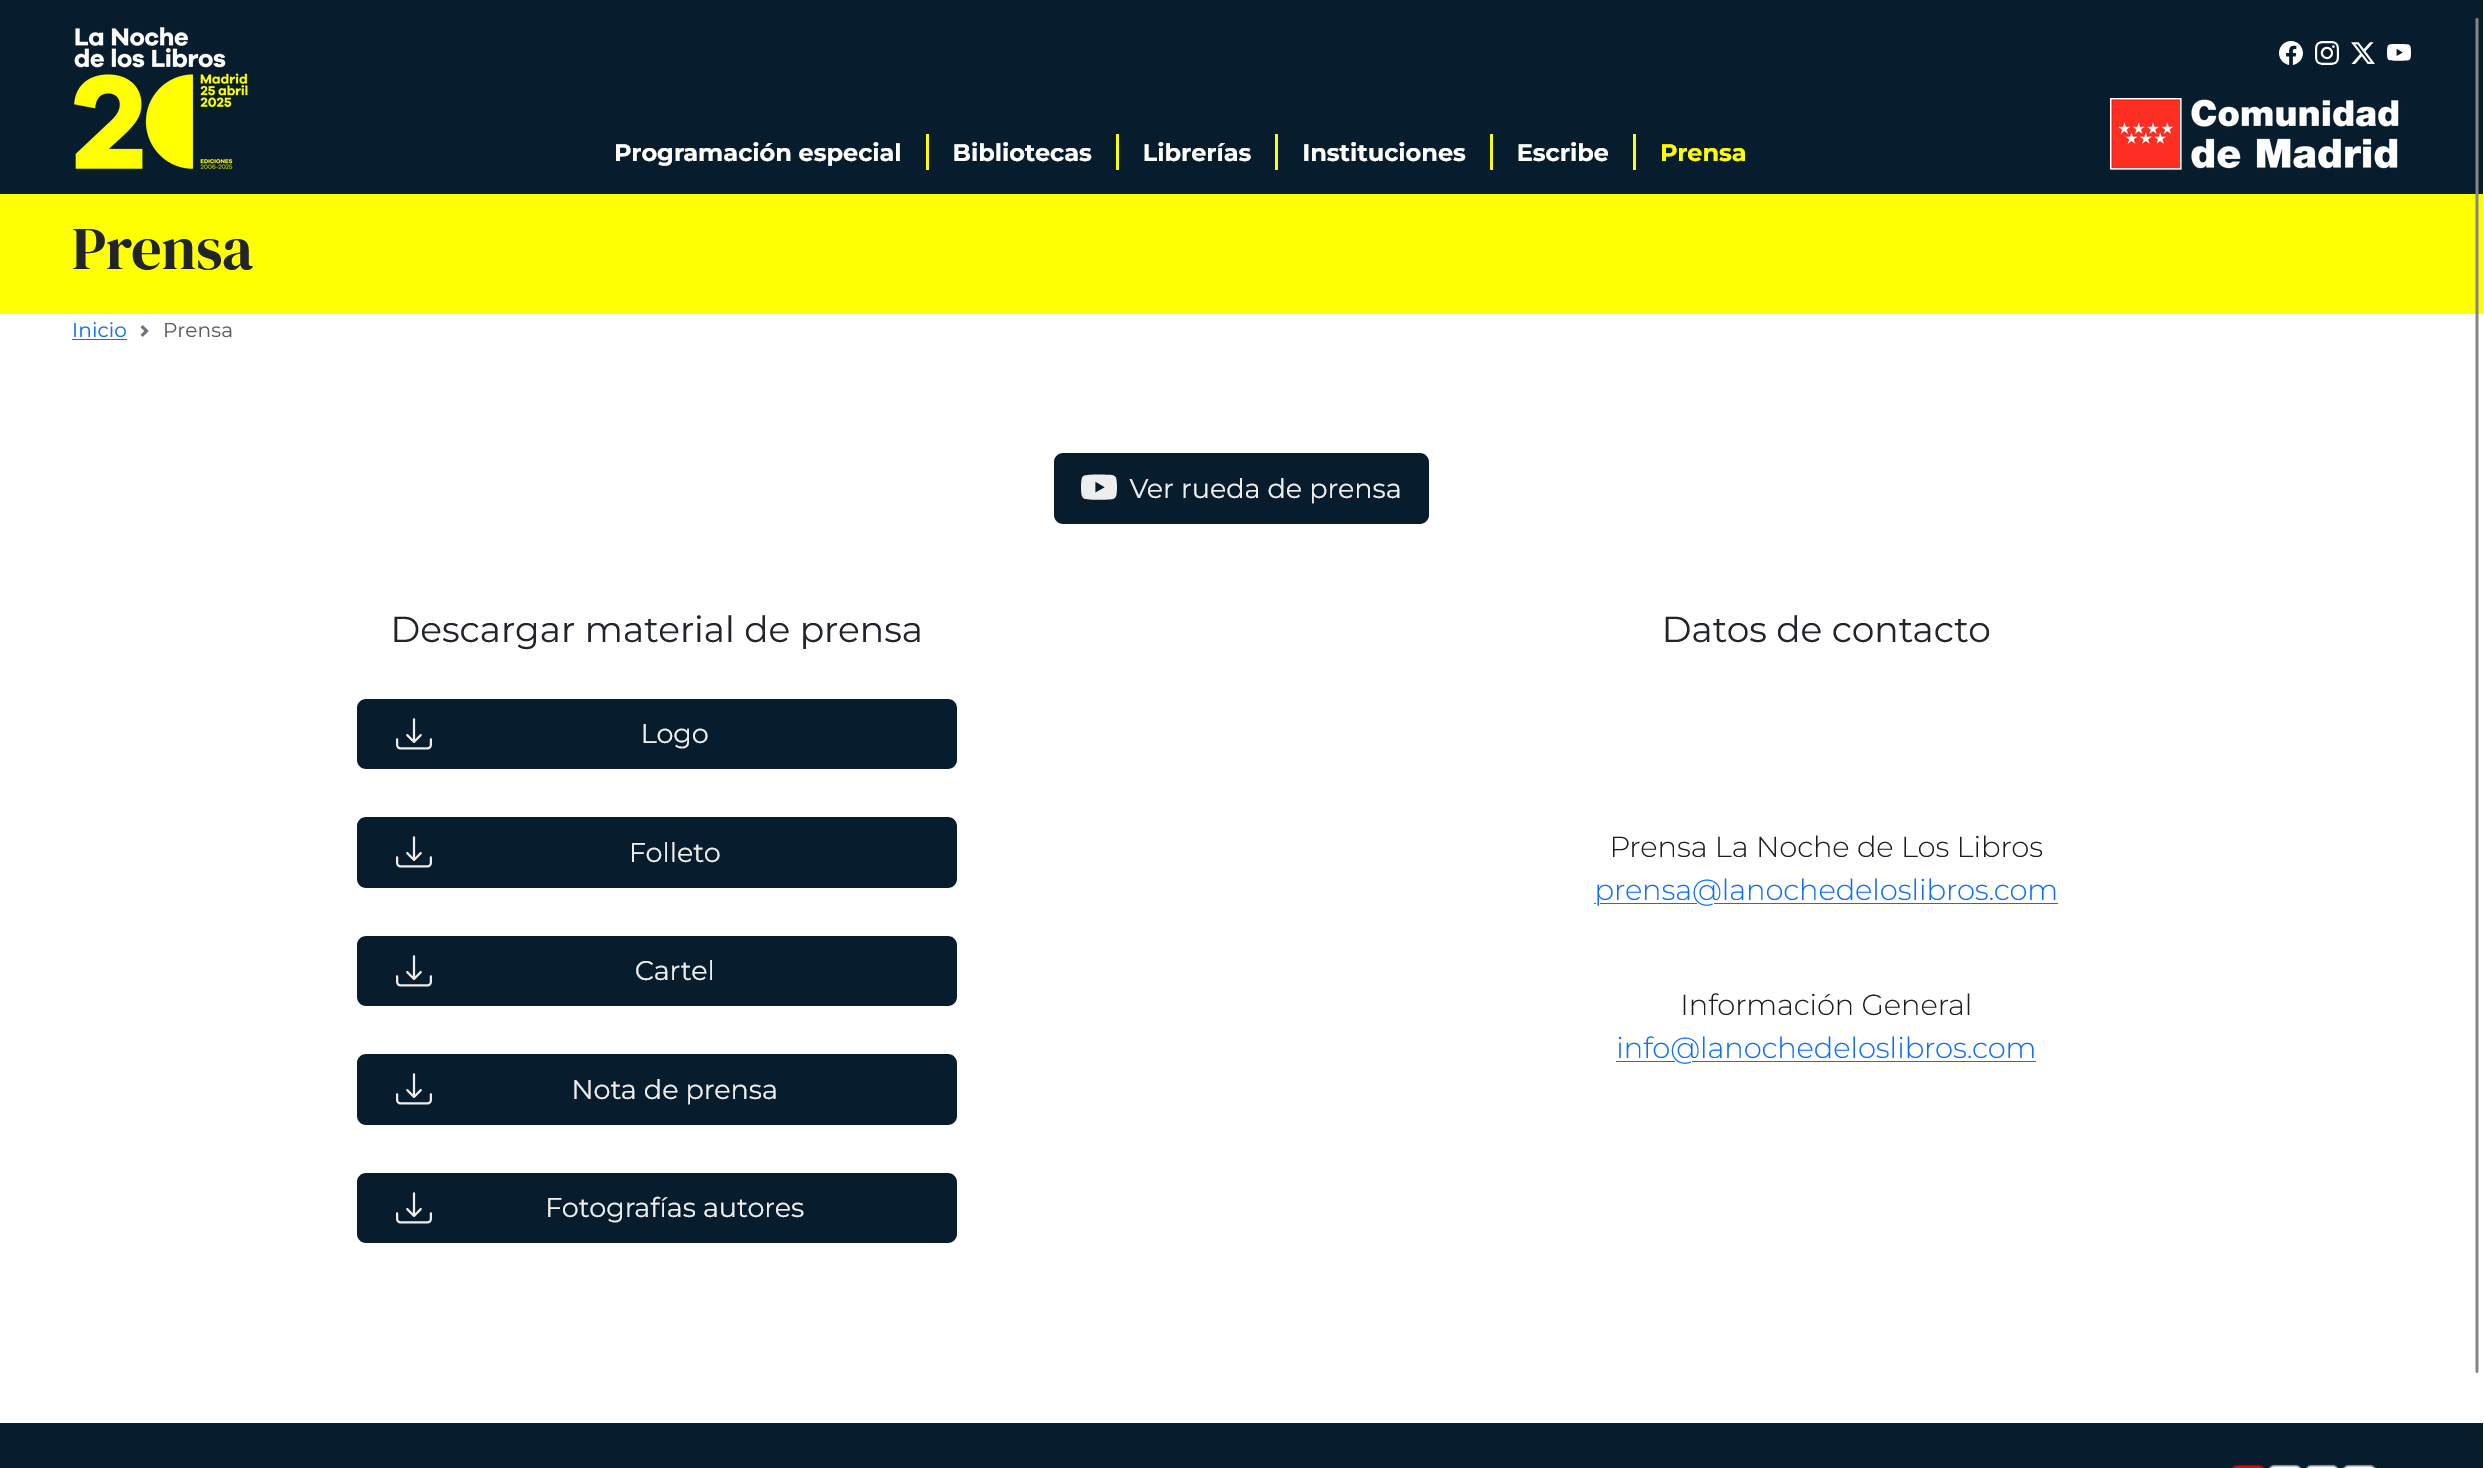 La Noche
de los Libros
20
Madrid
25 abril
2025
EDICIONES
2006-2025
Programación especial
Bibliotecas
Librerías
Instituciones
Escribe
Prensa
Comunidad
de Madrid
Prensa
Inicio
Prensa
Ver rueda de prensa
Descargar material de prensa
Logo
Folleto
Cartel
Nota de prensa
Fotografías autores
Datos de contacto
Prensa La Noche de Los Libros
prensa@lanochedeloslibros.com
Información General
info@lanochedeloslibros.com